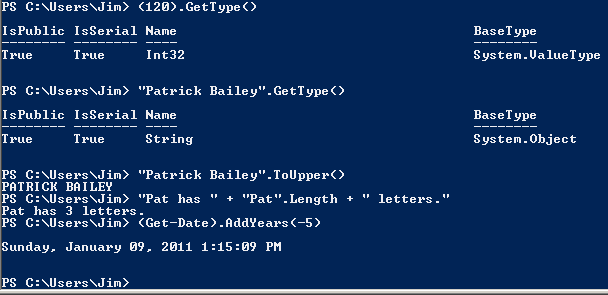 PS C:\Users\Jim> (120).GetType()
IsPublic IsSerial Name BaseType
-------- -------- ---- --------
True True Int32 System.ValueType
PS C:\Users\Jim> "Patrick Bailey".GetType()
IsPublic IsSerial Name BaseType
-------- -------- ---- --------
True True String System.Object
PS C:\Users\Jim> "Patrick Bailey".ToUpper()
PATRICK BAILEY
PS C:\Users\Jim> "Pat has " + "Pat".Length + " letters."
Pat has 3 letters.
PS C:\Users\Jim> (Get-Date).AddYears(-5)
Sunday, January 09, 2011 1:15:09 PM
PS C:\Users\Jim>